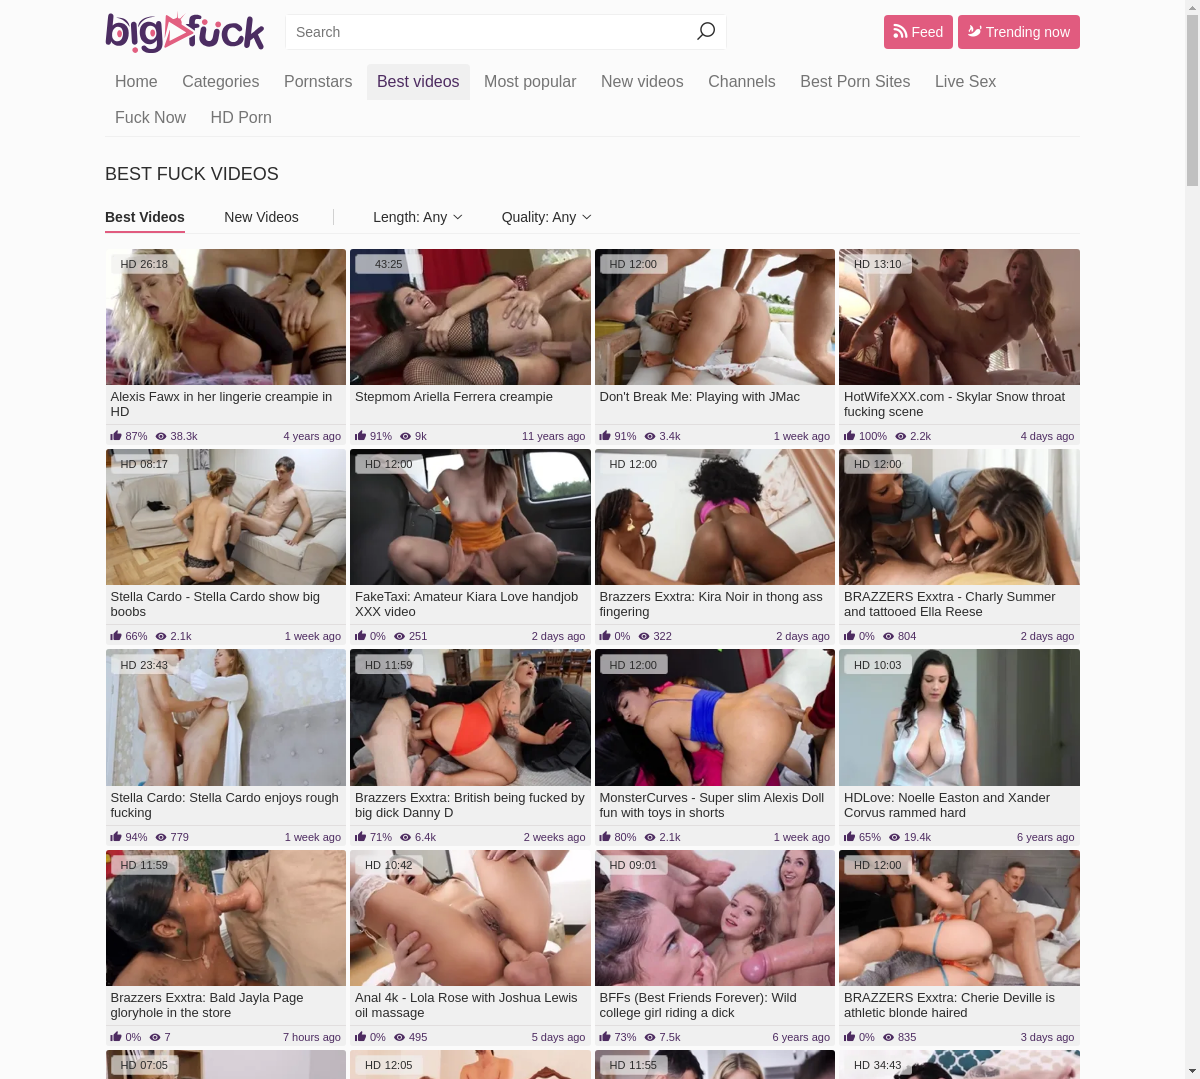 bigfuck
Search
Feed
Trending now
Home Categories Pornstars Best videos Most popular New videos Channels Best Porn Sites Live Sex
Fuck Now HD Porn
BEST FUCK VIDEOS
Best Videos New Videos Length: Any Quality: Any
HD 26:18
43:25
HD 12:00
HD 13:10
Alexis Fawx in her lingerie creampie in
HD
87% 38.3k 4 years ago
Stepmom Ariella Ferrera creampie
91% 9k 11 years ago
Don't Break Me: Playing with JMac
91% 3.4k 1 week ago
HotWifeXXX.com - Skylar Snow throat
fucking scene
100% 2.2k 4 days ago
HD 08:17
HD 12:00
HD 12:00
HD 12:00
Stella Cardo - Stella Cardo show big
boobs
66% 2.1k 1 week ago
FakeTaxi: Amateur Kiara Love handjob
XXX video
0% 251 2 days ago
Brazzers Exxtra: Kira Noir in thong ass
fingering
0% 322 2 days ago
BRAZZERS Exxtra - Charly Summer
and tattooed Ella Reese
0% 804 2 days ago
HD 23:43
HD 11:59
HD 12:00
HD 10:03
Stella Cardo: Stella Cardo enjoys rough
fucking
94% 779 1 week ago
Brazzers Exxtra: British being fucked by
big dick Danny D
71% 6.4k 2 weeks ago
MonsterCurves - Super slim Alexis Doll
fun with toys in shorts
80% 2.1k 1 week ago
HDLove: Noelle Easton and Xander
Corvus rammed hard
65% 19.4k 6 years ago
HD 11:59
HD 10:42
HD 09:01
HD 12:00
Brazzers Exxtra: Bald Jayla Page
gloryhole in the store
0% 7 7 hours ago
Anal 4k - Lola Rose with Joshua Lewis
oil massage
0% 495 5 days ago
BFFs (Best Friends Forever): Wild
college girl riding a dick
73% 7.5k 6 years ago
BRAZZERS Exxtra: Cherie Deville is
athletic blonde haired
0% 835 3 days ago
HD 07:05
HD 12:05
HD 11:55
HD 34:43